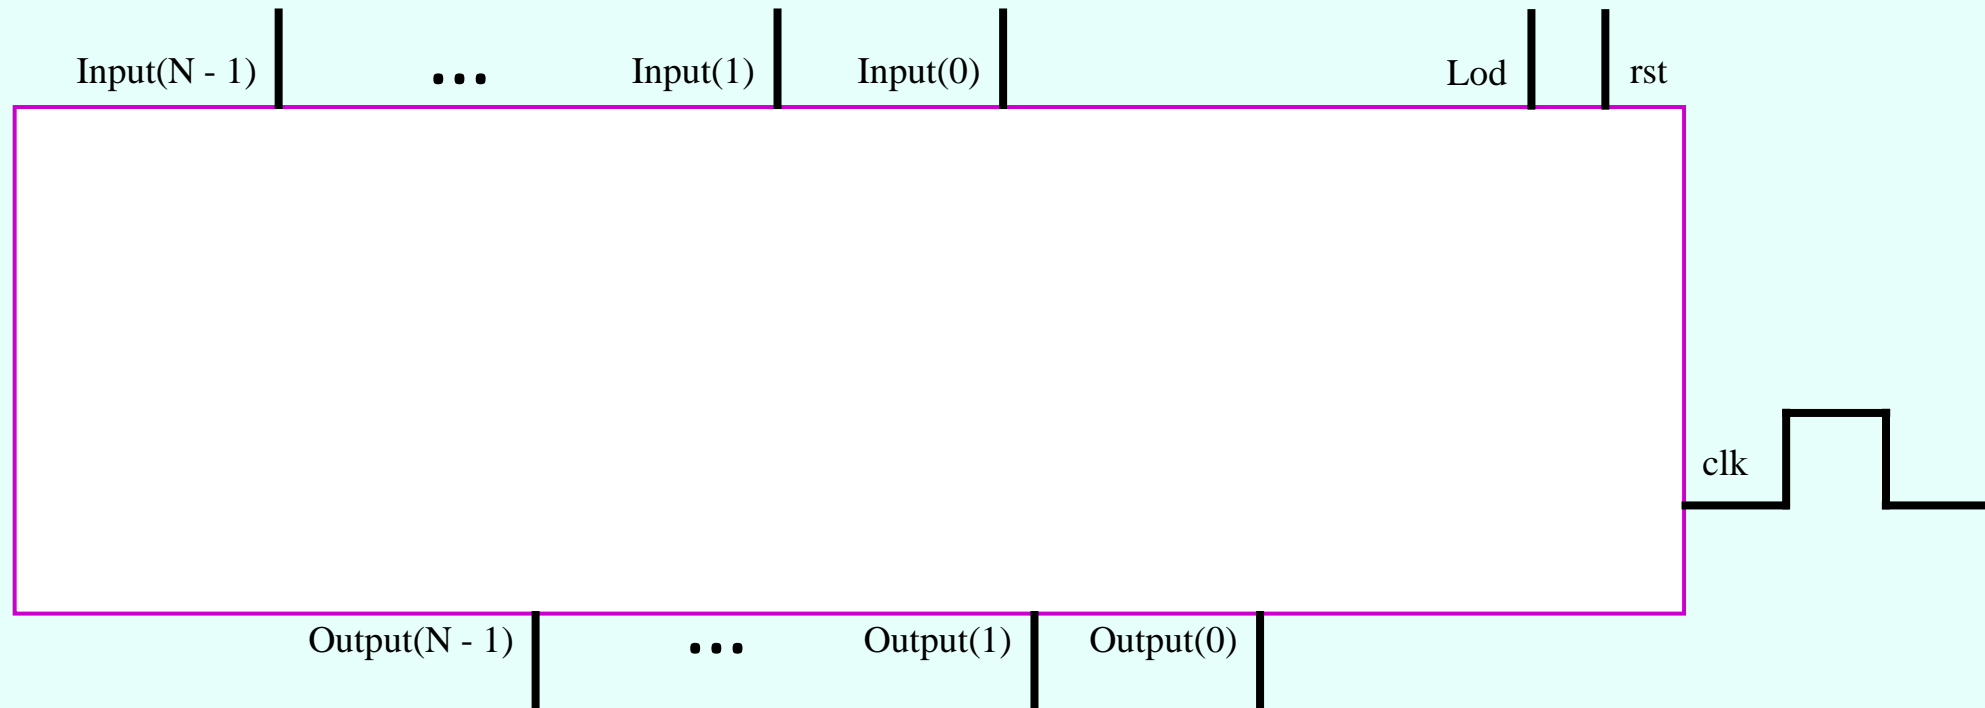 Input(N - 1) ... Input(1) Input(0) Lod rst
clk
Output(N - 1) ... Output(1) Output(0)